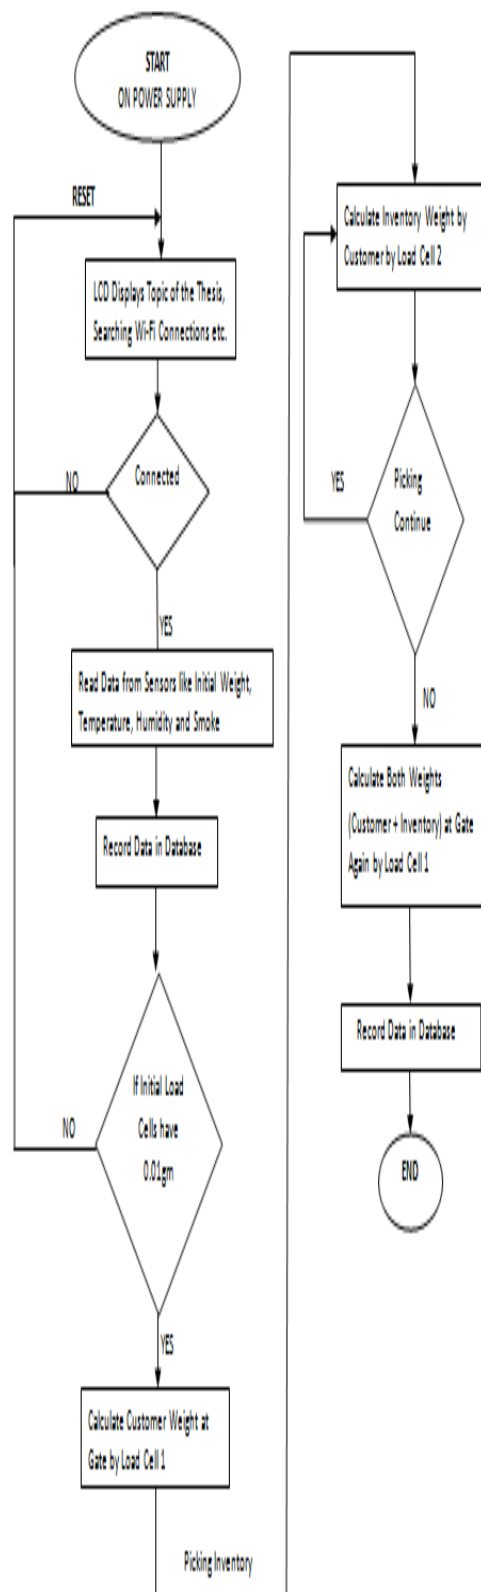 START
ON POWER SUPPLY
RESET
LCD Displays Topic of the Thesis,
Searching Wi-Fi Connections etc.
Connected
NO
YES
Read Data from Sensors like Initial Weight,
Temperature, Humidity and Smoke
Record Data in Database
If Initial Load
Cells have
0.01gm
NO
YES
Calculate Customer Weight at
Gate by Load Cell 1
Picking Inventory
Calculate Inventory Weight by
Customer by Load Cell 2
Picking
Continue
YES
NO
Calculate Both Weights
(Customer + Inventory) at Gate
Again by Load Cell 1
Record Data in Database
END